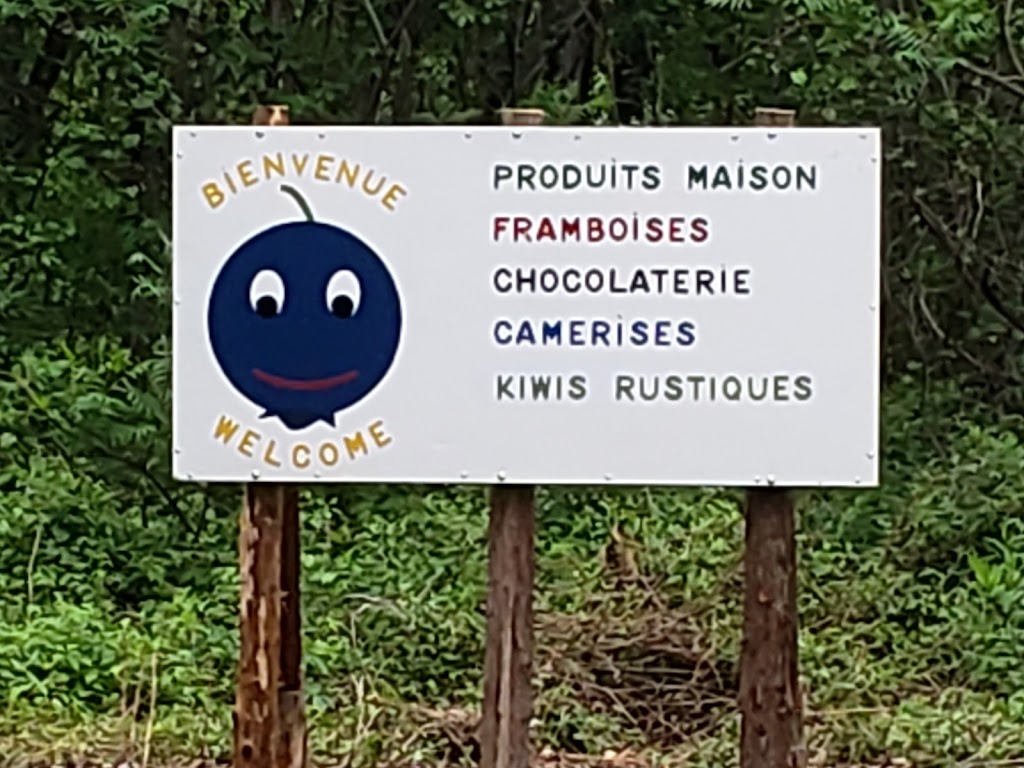 BiENVENUE
WELCOME
PRODUiTS MAiSON
FRAMBOiSES
CHOCOLATERiE
CAMERiSES
KiWiS RUSTiQUES